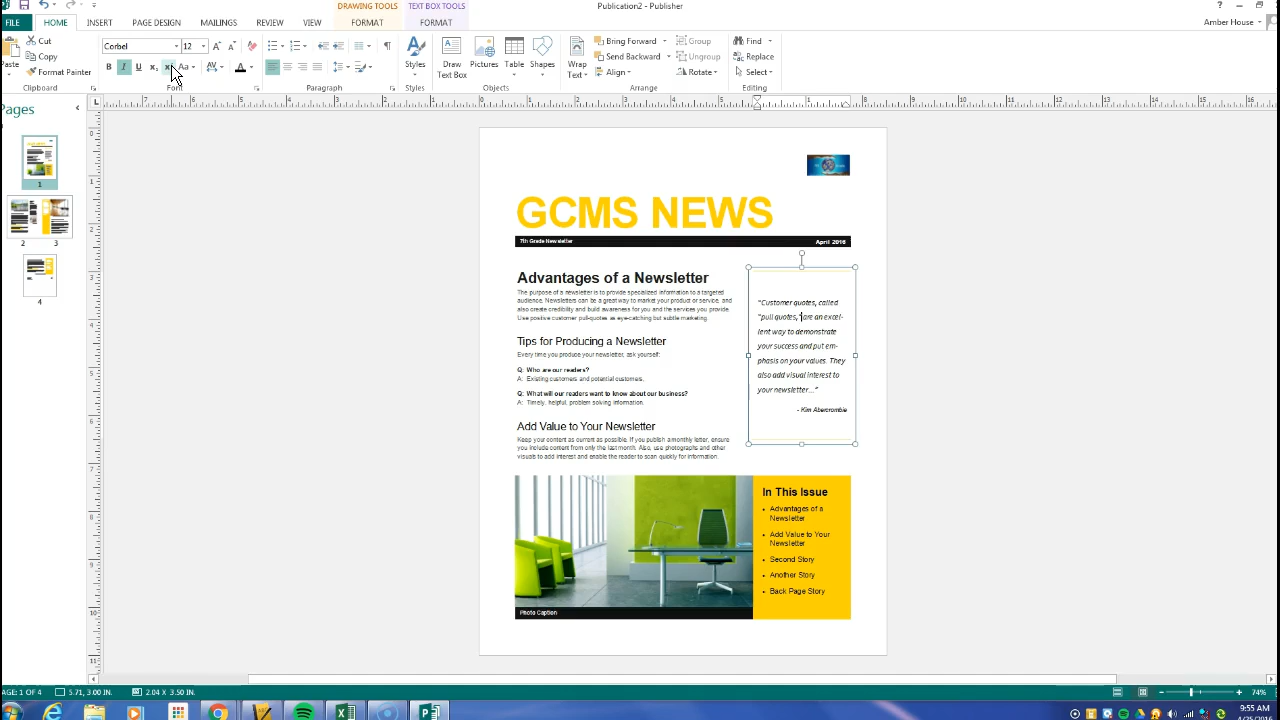 Publication2 - Publisher
DRAWING TOOLS
TEXT BOX TOOLS
FILE HOME INSERT PAGE DESIGN MAILINGS REVIEW VIEW FORMAT FORMAT
Amber House
Cut
Copy
Format Painter
Paste
Clipboard
Corbel 12
Font
Paragraph
Styles
Styles
Draw
Text Box
Pictures
Table
Shapes
Objects
Wrap
Text
Bring Forward
Send Backward
Align
Group
Ungroup
Rotate
Arrange
Find
Replace
Select
Editing
Pages
1
2 3
4
GCMS NEWS
7th Grade Newsletter April 2016
Advantages of a Newsletter
The purpose of a newsletter is to provide specialized information to a targeted
audience. Newsletters can be a great way to market your product or service, and
also create credibility and build awareness for you and the services you provide.
Use positive customer pull-quotes as eye-catching but subtle marketing.
Tips for Producing a Newsletter
Every time you produce your newsletter, ask yourself:
Q: Who are our readers?
A: Existing customers and potential customers.
Q: What will our readers want to know about our business?
A: Timely, helpful, problem solving information.
Add Value to Your Newsletter
Keep your content as current as possible. If you publish a monthly letter, ensure
you include content from only the last month. Also, use photographs and other
visuals to add interest and enable the reader to scan quickly for information.
"Customer quotes, called
"pull quotes," are an excel-
lent way to demonstrate
your success and put em-
phasis on your values. They
also add visual interest to
your newsletter..."
- Kim Abercrombie
Photo Caption
In This Issue
• Advantages of a
Newsletter
• Add Value to Your
Newsletter
• Second Story
• Another Story
• Back Page Story
AGE: 1 OF 4 5.71, 3.00 IN. 2.04 X 3.50 IN. 74%
9:55 AM
4/25/2016